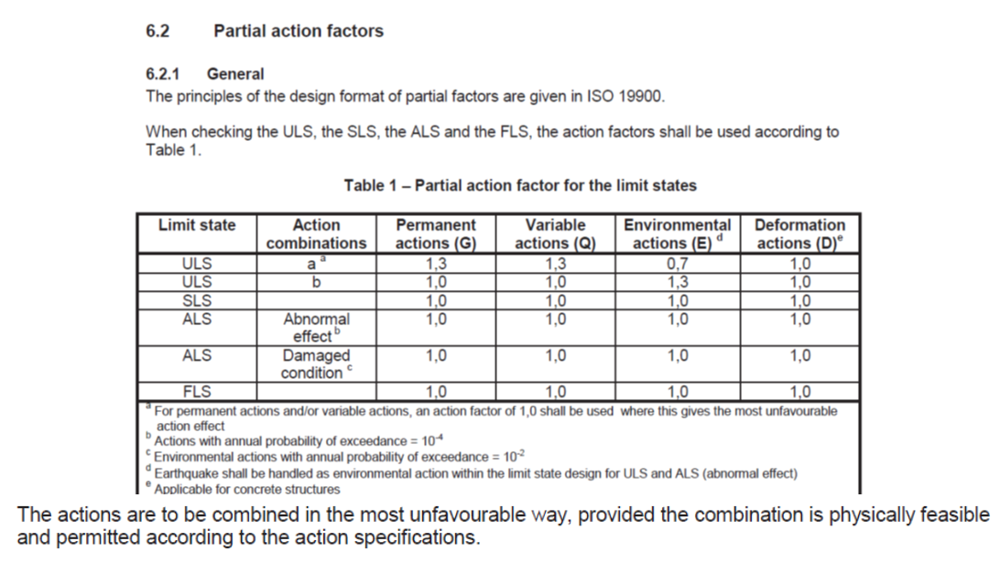 6.2 Partial action factors
6.2.1 General
The principles of the design format of partial factors are given in ISO 19900.
When checking the ULS, the SLS, the ALS and the FLS, the action factors shall be used according to
Table 1.
Table 1 – Partial action factor for the limit states
Limit state Action combinations Permanent actions (G) Variable actions (Q) Environmental actions (E) d Deformation actions (D)e
ULS a a 1,3 1,3 0,7 1,0
ULS b 1,0 1,0 1,3 1,0
SLS 1,0 1,0 1,0 1,0
ALS Abnormal effect b 1,0 1,0 1,0 1,0
ALS Damaged condition c 1,0 1,0 1,0 1,0
FLS 1,0 1,0 1,0 1,0
a For permanent actions and/or variable actions, an action factor of 1,0 shall be used where this gives the most unfavourable
action effect
b Actions with annual probability of exceedance = 10-4
c Environmental actions with annual probability of exceedance = 10-2
d Earthquake shall be handled as environmental action within the limit state design for ULS and ALS (abnormal effect)
e Applicable for concrete structures
The actions are to be combined in the most unfavourable way, provided the combination is physically feasible
and permitted according to the action specifications.